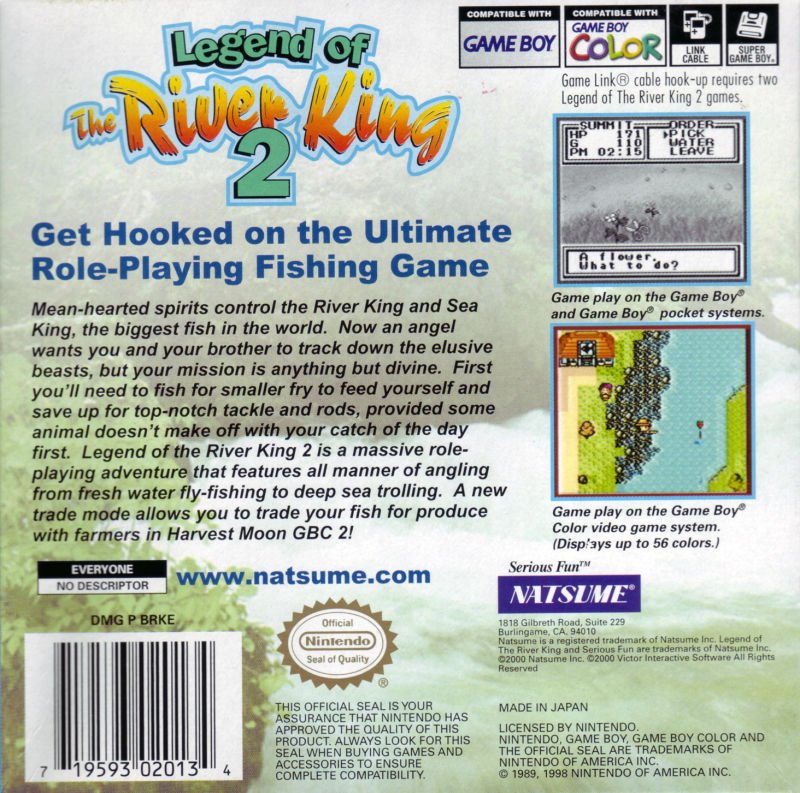 Legend of
The River King
2
COMPATIBLE WITH
GAME BOY
COMPATIBLE WITH
GAME BOY
COLOR
LINK
CABLE
SUPER
GAME BOY®
Game Link® cable hook-up requires two
Legend of The River King 2 games.
SUMMIT
HP 171
G 110
PM 02:15
ORDER
PICK
WATER
LEAVE
A flower.
What to do?
Game play on the Game Boy®
and Game Boy® pocket systems.
Get Hooked on the Ultimate
Role-Playing Fishing Game
Mean-hearted spirits control the River King and Sea
King, the biggest fish in the world. Now an angel
wants you and your brother to track down the elusive
beasts, but your mission is anything but divine. First
you'll need to fish for smaller fry to feed yourself and
save up for top-notch tackle and rods, provided some
animal doesn't make off with your catch of the day
first. Legend of the River King 2 is a massive role-
playing adventure that features all manner of angling
from fresh water fly-fishing to deep sea trolling. A new
trade mode allows you to trade your fish for produce
with farmers in Harvest Moon GBC 2!
Game play on the Game Boy®
Color video game system.
(Displays up to 56 colors.)
EVERYONE
NO DESCRIPTOR
www.natsume.com
Serious Fun™
NATSUME®
1818 Gilbreth Road, Suite 229
Burlingame, CA. 94010
Natsume is a registered trademark of Natsume Inc. Legend of
The River King and Serious Fun are trademarks of Natsume Inc.
©2000 Natsume Inc. ©2000 Victor Interactive Software All Rights
Reserved
DMG P BRKE
7 19593 02013 4
Official
Nintendo
Seal of Quality
®
THIS OFFICIAL SEAL IS YOUR
ASSURANCE THAT NINTENDO HAS
APPROVED THE QUALITY OF THIS
PRODUCT. ALWAYS LOOK FOR THIS
SEAL WHEN BUYING GAMES AND
ACCESSORIES TO ENSURE
COMPLETE COMPATIBILITY.
MADE IN JAPAN
LICENSED BY NINTENDO.
NINTENDO, GAME BOY, GAME BOY COLOR AND
THE OFFICIAL SEAL ARE TRADEMARKS OF
NINTENDO OF AMERICA INC.
© 1989, 1998 NINTENDO OF AMERICA INC.